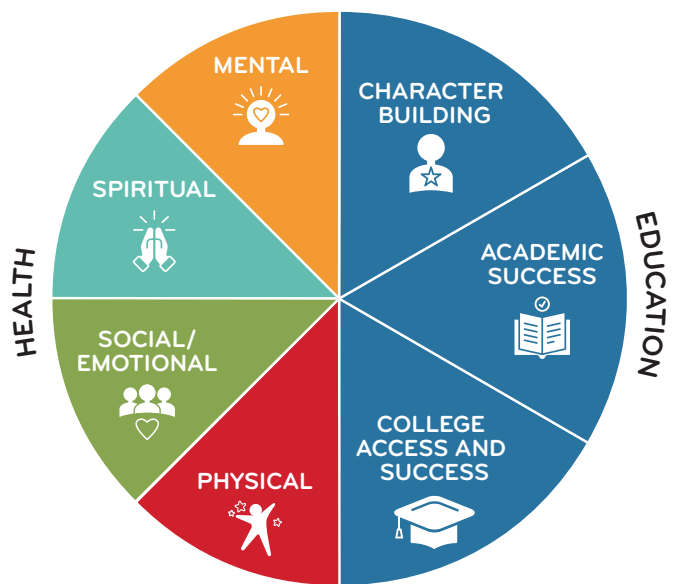 MENTAL
CHARACTER
BUILDING
SPIRITUAL
ACADEMIC
SUCCESS
HEALTH
EDUCATION
SOCIAL/
EMOTIONAL
COLLEGE
ACCESS AND
SUCCESS
PHYSICAL